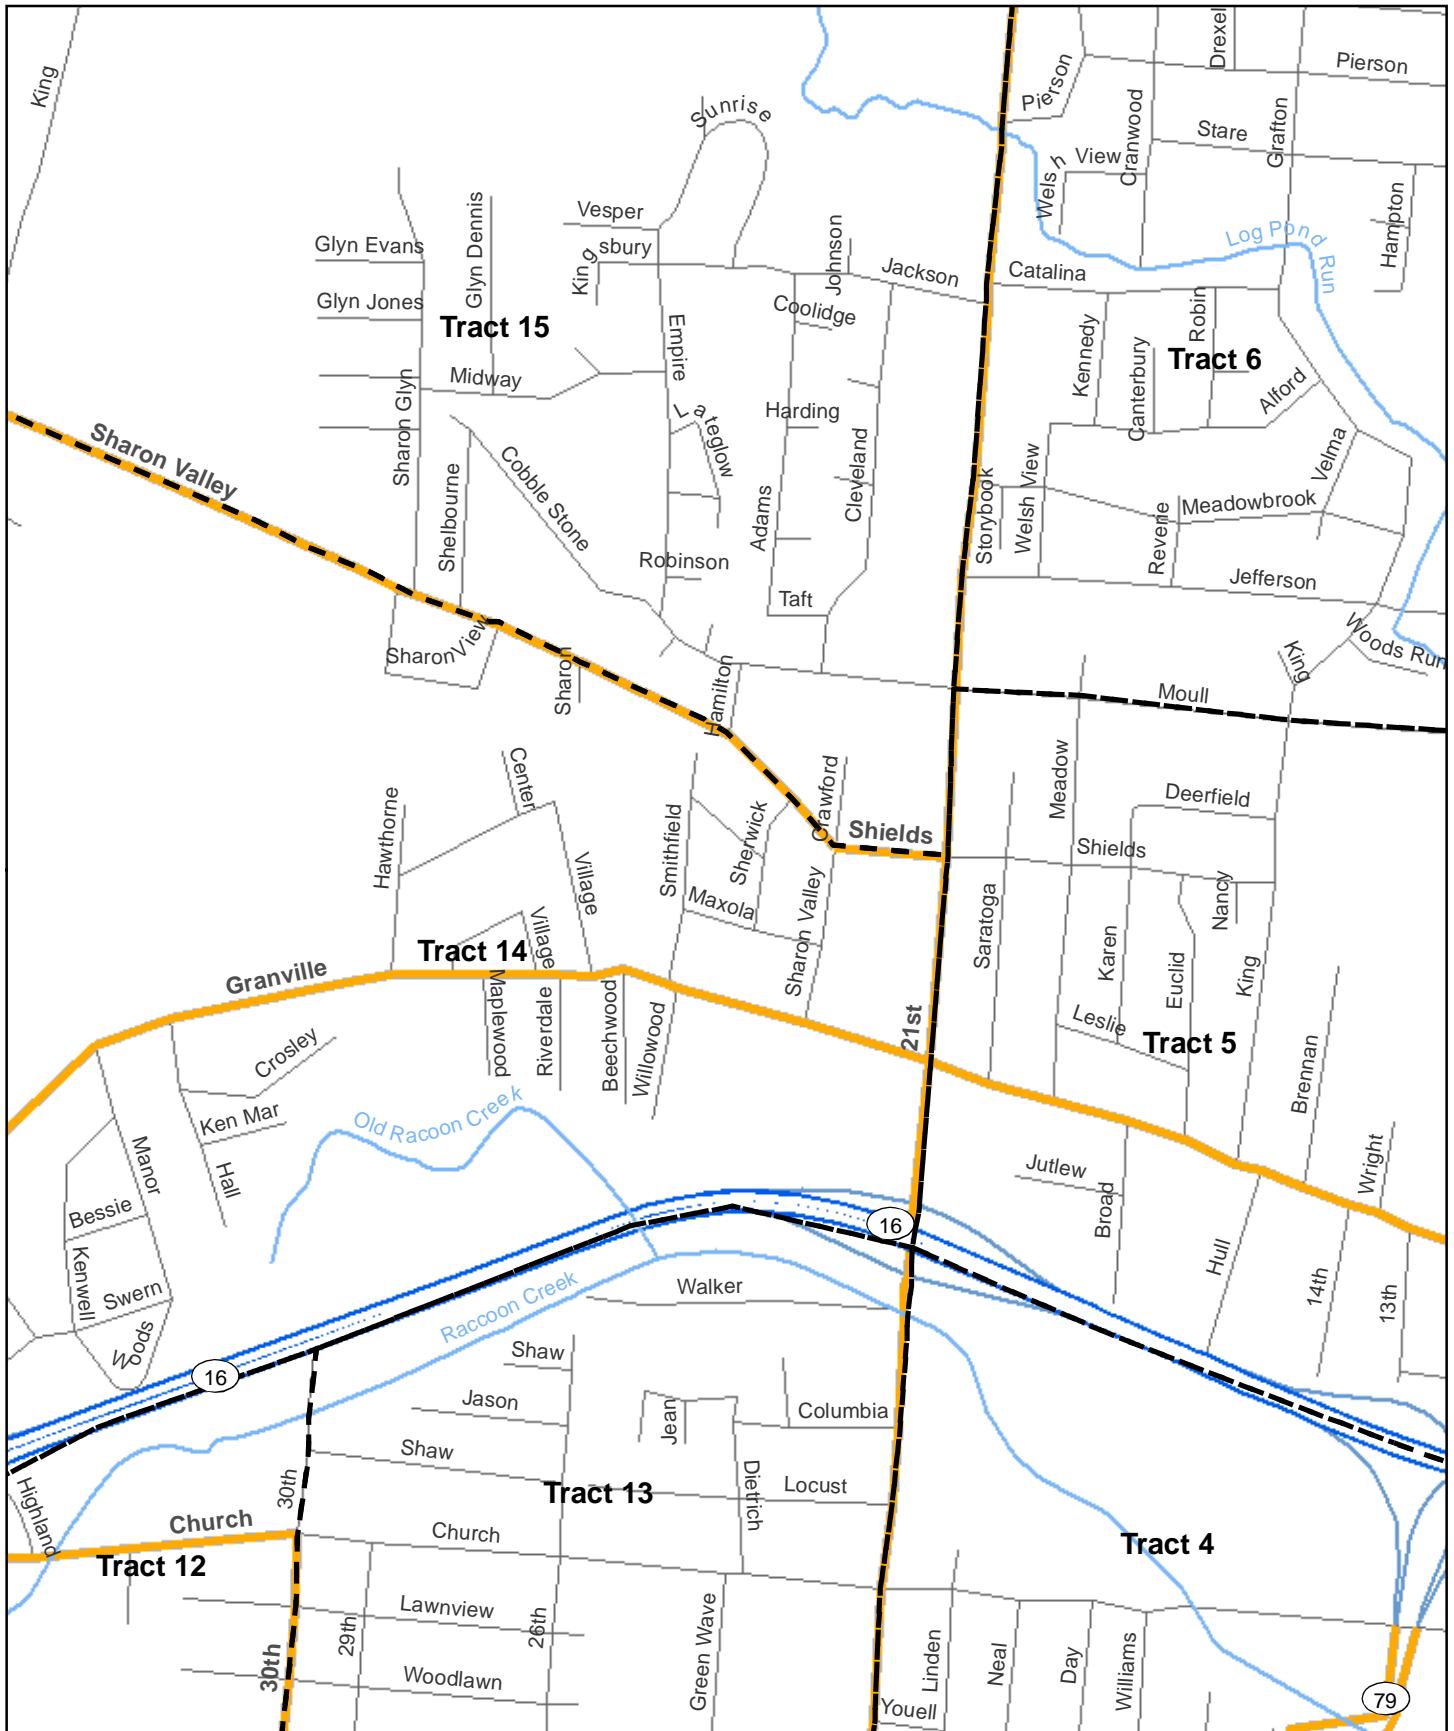 King
Sunrise
Pierson
Drexel
Pierson
Cranwood
Stare
Grafton
Welsh View
Hampton
Log Pond Run
Vesper
Glyn Evans
Glyn Dennis
Kingsbury
Johnson
Jackson
Catalina
Glyn Jones
Coolidge
Robin
Tract 15
Empire
Kennedy
Canterbury
Tract 6
Midway
Alford
Sharon Glyn
Lateglow
Harding
Sharon Valley
Cobble Stone
Cleveland
Velma
Shelbourne
Adams
Storybook
Welsh View
Meadowbrook
Reverie
Robinson
Taft
Jefferson
Sharon View
Woods Run
Sharon
Hamilton
King
Moull
Center
Hawthorne
Smithfield
Sherwick
Crawford
Shields
Meadow
Deerfield
Shields
Village
Maxola
Sharon Valley
Saratoga
Nancy
Village
Tract 14
Karen
Euclid
King
Granville
Maplewood
Riverdale
Beechwood
Willowood
21st
Leslie
Tract 5
Crosley
Brennan
Ken Mar
Old Racoon Creek
Manor
Hall
Jutlew
Wright
Bessie
Broad
16
Kenwell
Hull
Swern
Raccoon Creek
Walker
14th
13th
Woods
16
Shaw
Jason
Jean
Columbia
Shaw
Highland
30th
Tract 13
Dietrich
Locust
Church
Church
Tract 12
Tract 4
Lawnview
29th
26th
Green Wave
Linden
Neal
Day
Williams
30th
Woodlawn
Youell
79